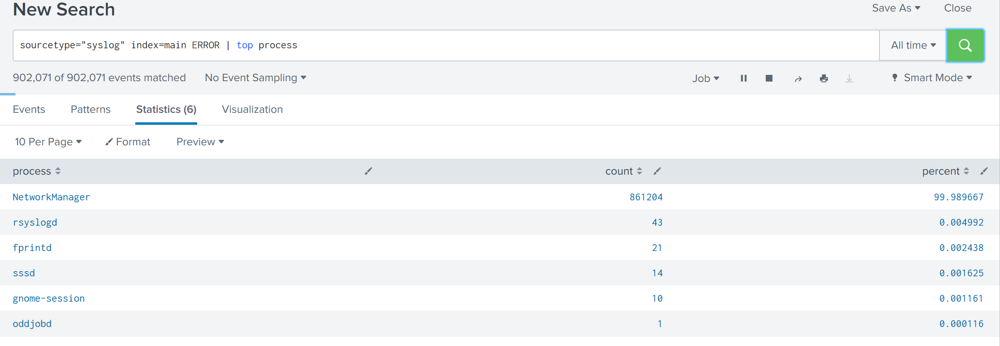 New Search
Save As Close
sourcetype="syslog" index=main ERROR | top process
All time
902,071 of 902,071 events matched No Event Sampling Job Smart Mode
Events Patterns Statistics (6) Visualization
10 Per Page Format Preview
process count percent
NetworkManager 861204 99.989667
rsyslogd 43 0.004992
fprintd 21 0.002438
sssd 14 0.001625
gnome-session 10 0.001161
oddjobd 1 0.000116